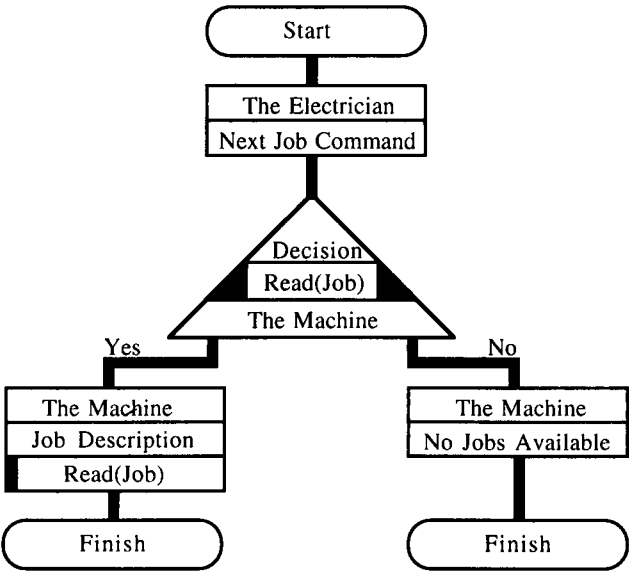 Start
The Electrician
Next Job Command
Decision
Read(Job)
The Machine
Yes
No
The Machine
Job Description
Read(Job)
Finish
The Machine
No Jobs Available
Finish